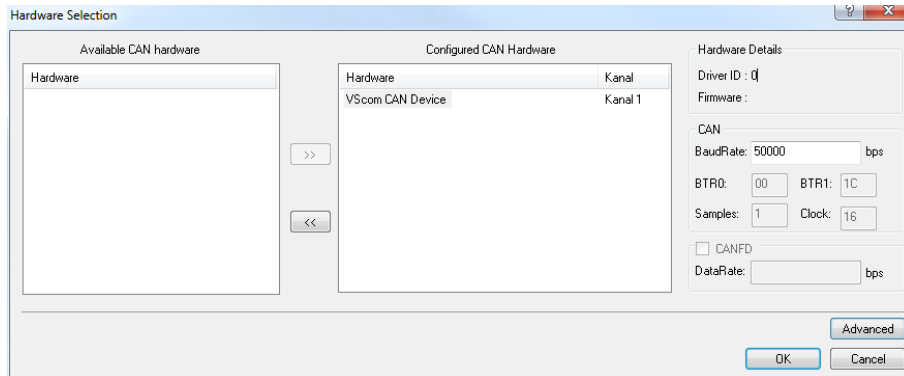 Hardware Selection
Available CAN hardware
Hardware
>>
<<
Configured CAN Hardware
Hardware Kanal
VScom CAN Device Kanal 1
Hardware Details
Driver ID : 0
Firmware :
CAN
BaudRate: 50000 bps
BTR0: 00 BTR1: 1C
Samples: 1 Clock: 16
CANFD
DataRate: bps
Advanced
OK Cancel